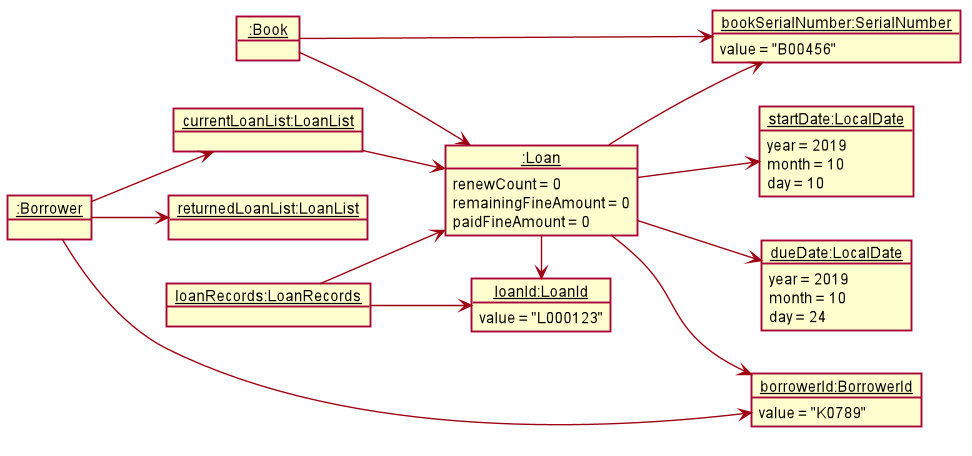 :Book
bookSerialNumber:SerialNumber
value = "B00456"
currentLoanList:LoanList
startDate:LocalDate
year = 2019
month = 10
day = 10
:Loan
renewCount = 0
remainingFineAmount = 0
paidFineAmount = 0
:Borrower
returnedLoanList:LoanList
dueDate:LocalDate
year = 2019
month = 10
day = 24
loanRecords:LoanRecords
loanId:LoanId
value = "L000123"
borrowerId:BorrowerId
value = "K0789"